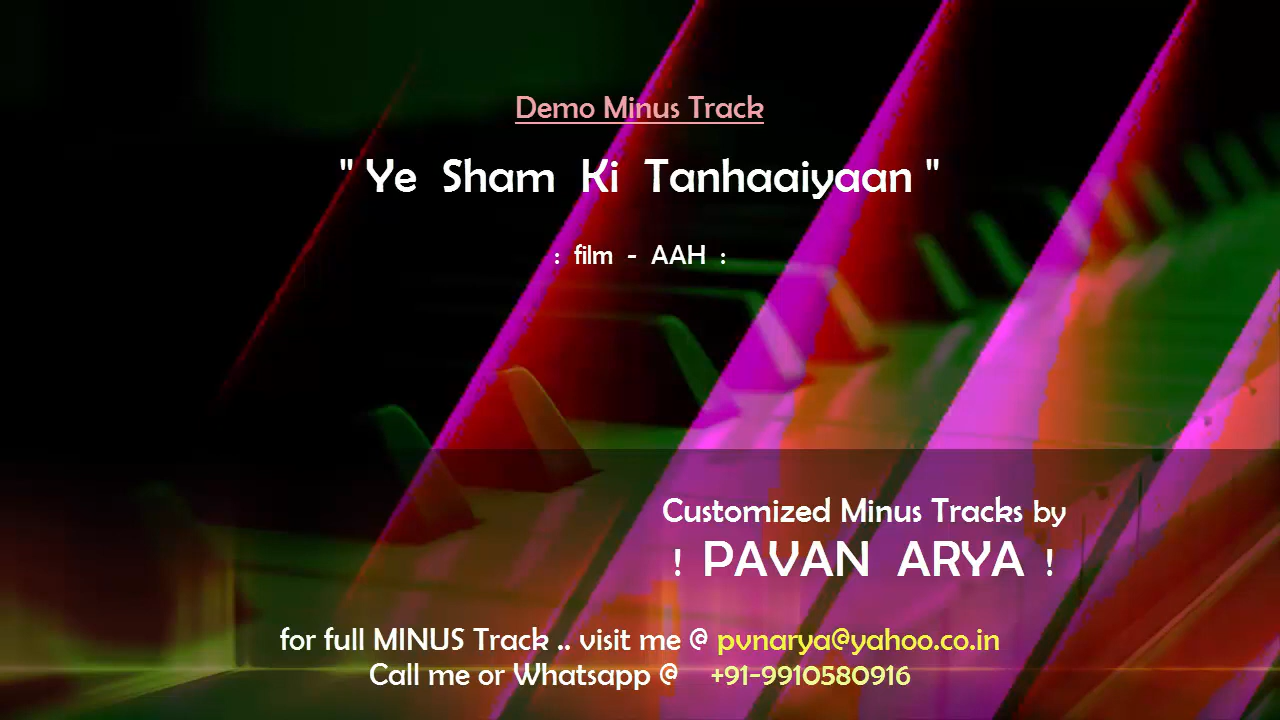 Demo Minus Track
" Ye Sham Ki Tanhaaiyaan "
: film - AAH :
Customized Minus Tracks by
! PAVAN ARYA !
for full MINUS Track .. visit me @ pvnarya@yahoo.co.in
Call me or Whatsapp @ +91-9910580916